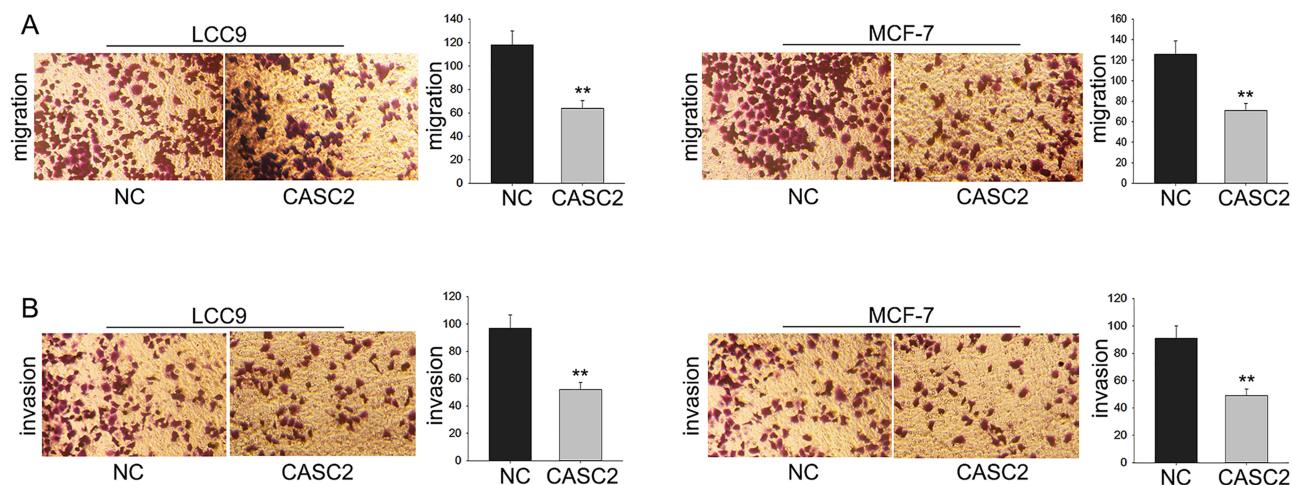 A
LCC9
migration
NC CASC2
migration
140
120
100
80
60
40
20
0
**
NC CASC2
MCF-7
migration
NC CASC2
migration
160
140
120
100
80
60
40
20
0
**
NC CASC2
B
LCC9
invasion
NC CASC2
invasion
120
100
80
60
40
20
0
**
NC CASC2
MCF-7
invasion
NC CASC2
invasion
120
100
80
60
40
20
0
**
NC CASC2